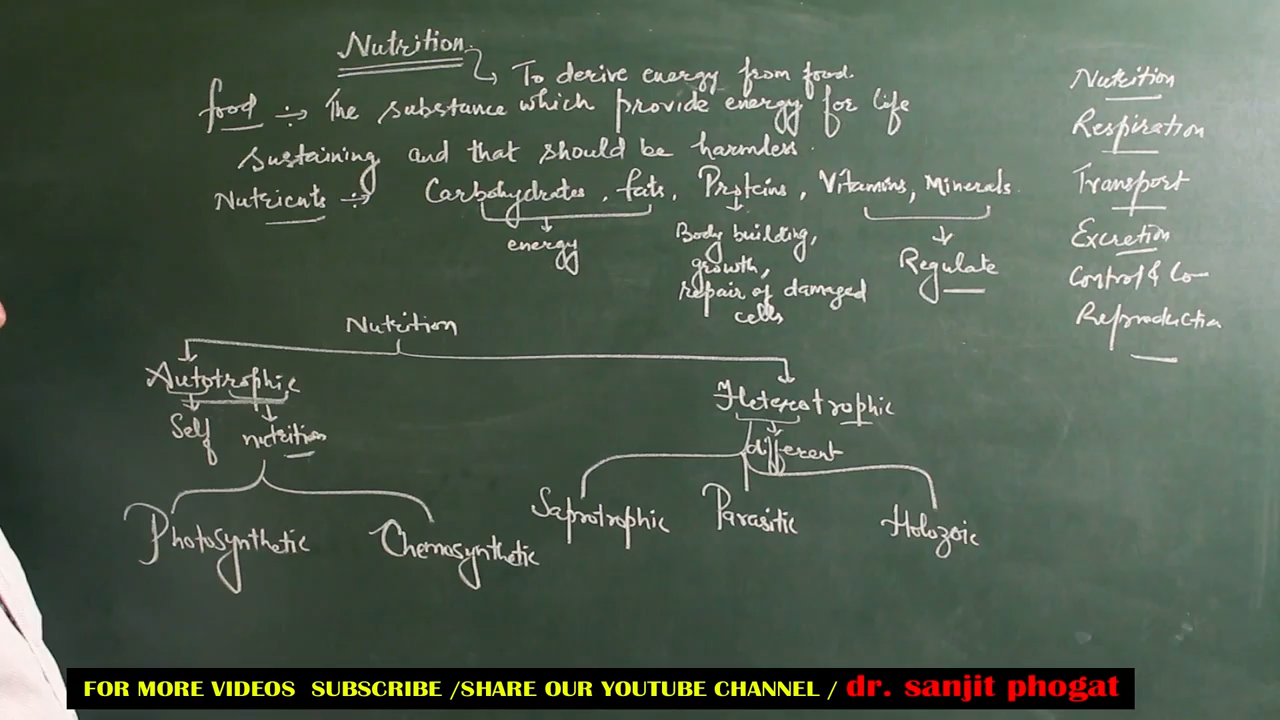 Nutrition
To derive energy from food.
food :- The substance which provide energy for life
sustaining and that should be harmless.
Nutrients :- Carbohydrates, fats, Proteins, Vitamins, Minerals
energy
Body building,
growth,
repair of damaged
cells
Regulate
Nutrition
Respiration
Transport
Excretion
Control & Co-
Reproduction
Nutrition
Autotrophic
Self nutrition
Photosynthetic Chemosynthetic
Heterotrophic
different
Saprotrophic Parasitic Holozoic
FOR MORE VIDEOS SUBSCRIBE /SHARE OUR YOUTUBE CHANNEL / dr. sanjit phogat